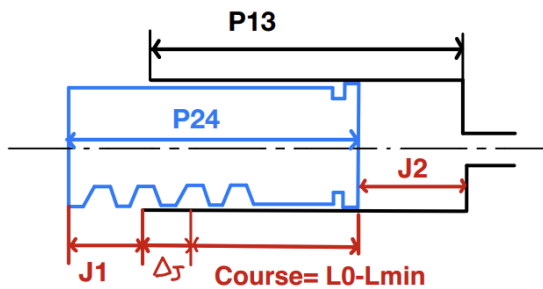 P13
P24
J2
J1
ΔJ
Course= L0-Lmin